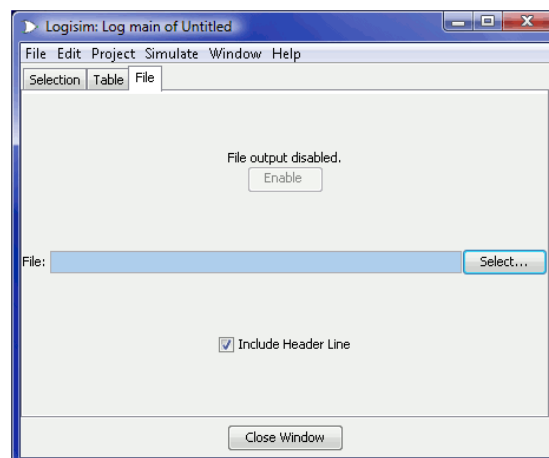 Logisim: Log main of Untitled
File Edit Project Simulate Window Help
Selection Table File
File output disabled.
Enable
File: Select...
Include Header Line
Close Window